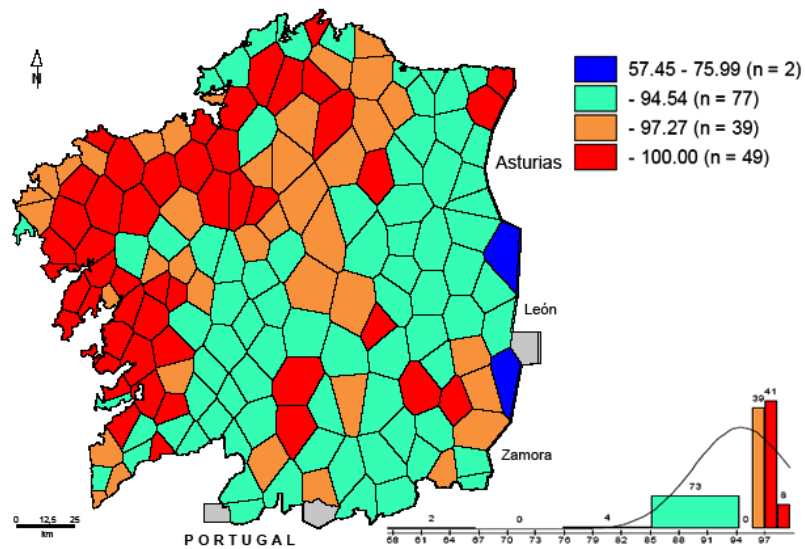 N
57.45 - 75.99 (n = 2)
- 94.54 (n = 77)
- 97.27 (n = 39)
- 100.00 (n = 49)
Asturias
León
Zamora
0 12,5 25
km
PORTUGAL
39 41
73
8
2 0 4 0
58 61 64 67 70 73 76 79 82 85 88 91 94 97